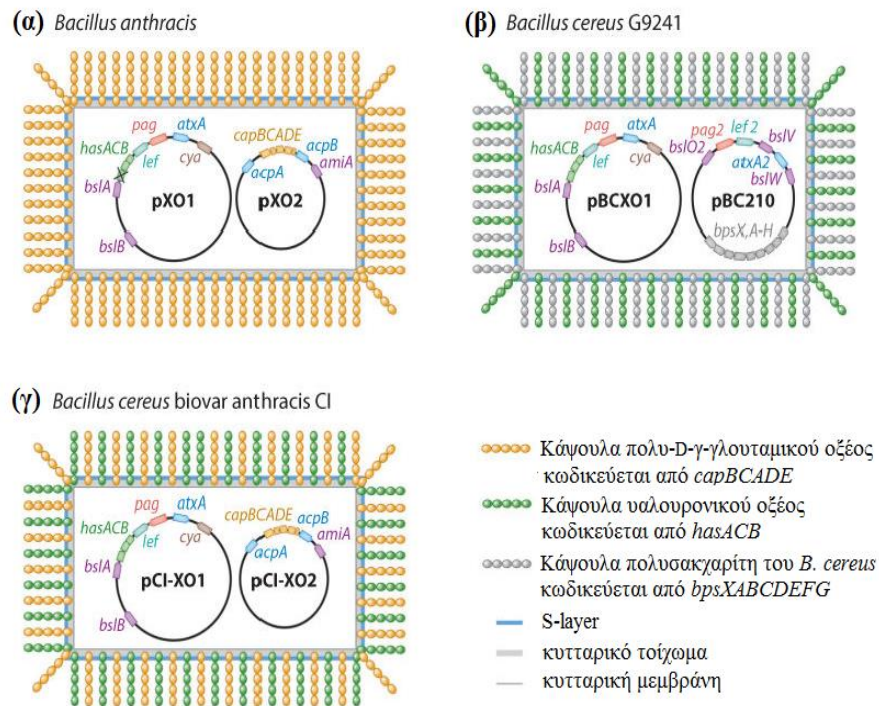 (α) Bacillus anthracis
pag
atxA
hasACB
lef
cya
bslA
pXO1
bslB
capBCADE
acpB
amiA
acpA
pXO2
(β) Bacillus cereus G9241
pag
atxA
hasACB
lef
cya
bslA
pBCXO1
bslB
pag2
lef2
bslO2
bslV
atxA2
bslW
pBC210
bpsX,A-H
(γ) Bacillus cereus biovar anthracis CI
pag
atxA
hasACB
lef
cya
bslA
pCI-XO1
bslB
capBCADE
acpB
amiA
acpA
pCI-XO2
Κάψουλα πολυ-D-γ-γλουταμικού οξέος
κωδικεύεται από capBCADE
Κάψουλα υαλουρονικού οξέος
κωδικεύεται από hasACB
Κάψουλα πολυσακχαρίτη του B. cereus
κωδικεύεται από bpsXABCDEFG
S-layer
κυτταρικό τοίχωμα
κυτταρική μεμβράνη